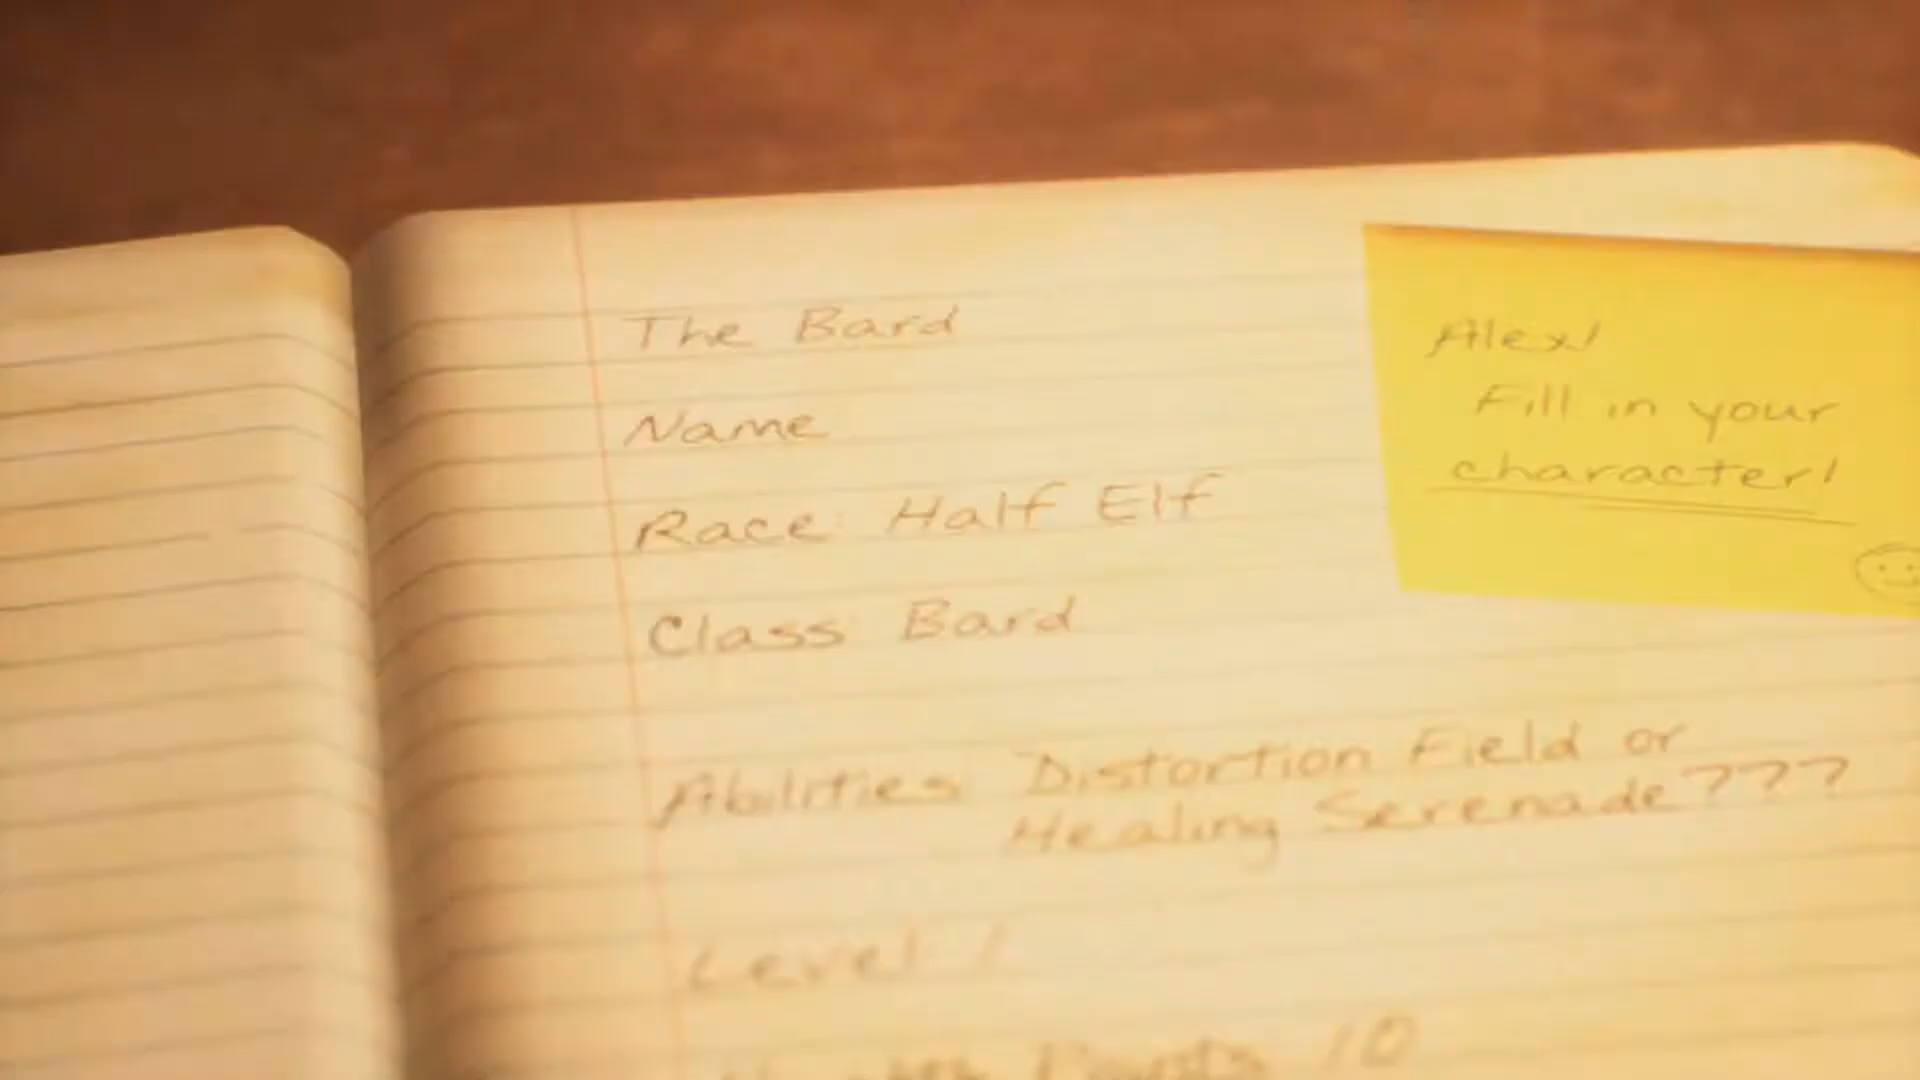 The Bard
Name
Race: Half Elf
Class Bard
Abilities Distortion Field or
Healing Serenade???
Level 1
Points 10
Alex!
Fill in your
character!